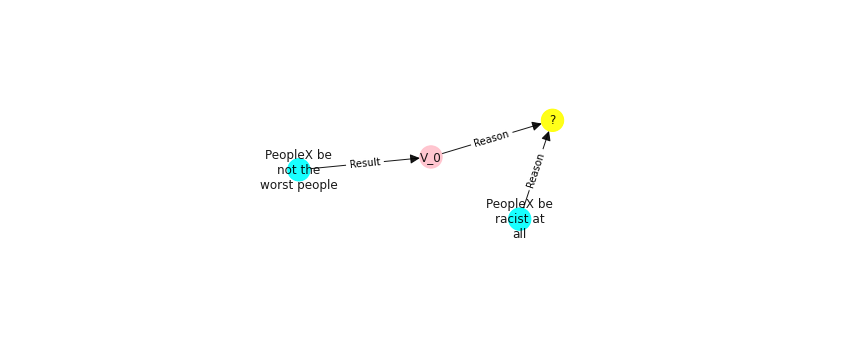 ?
Reason
PeopleX be
not the
worst people
Result
V_0
Reason
PeopleX be
racist at
all